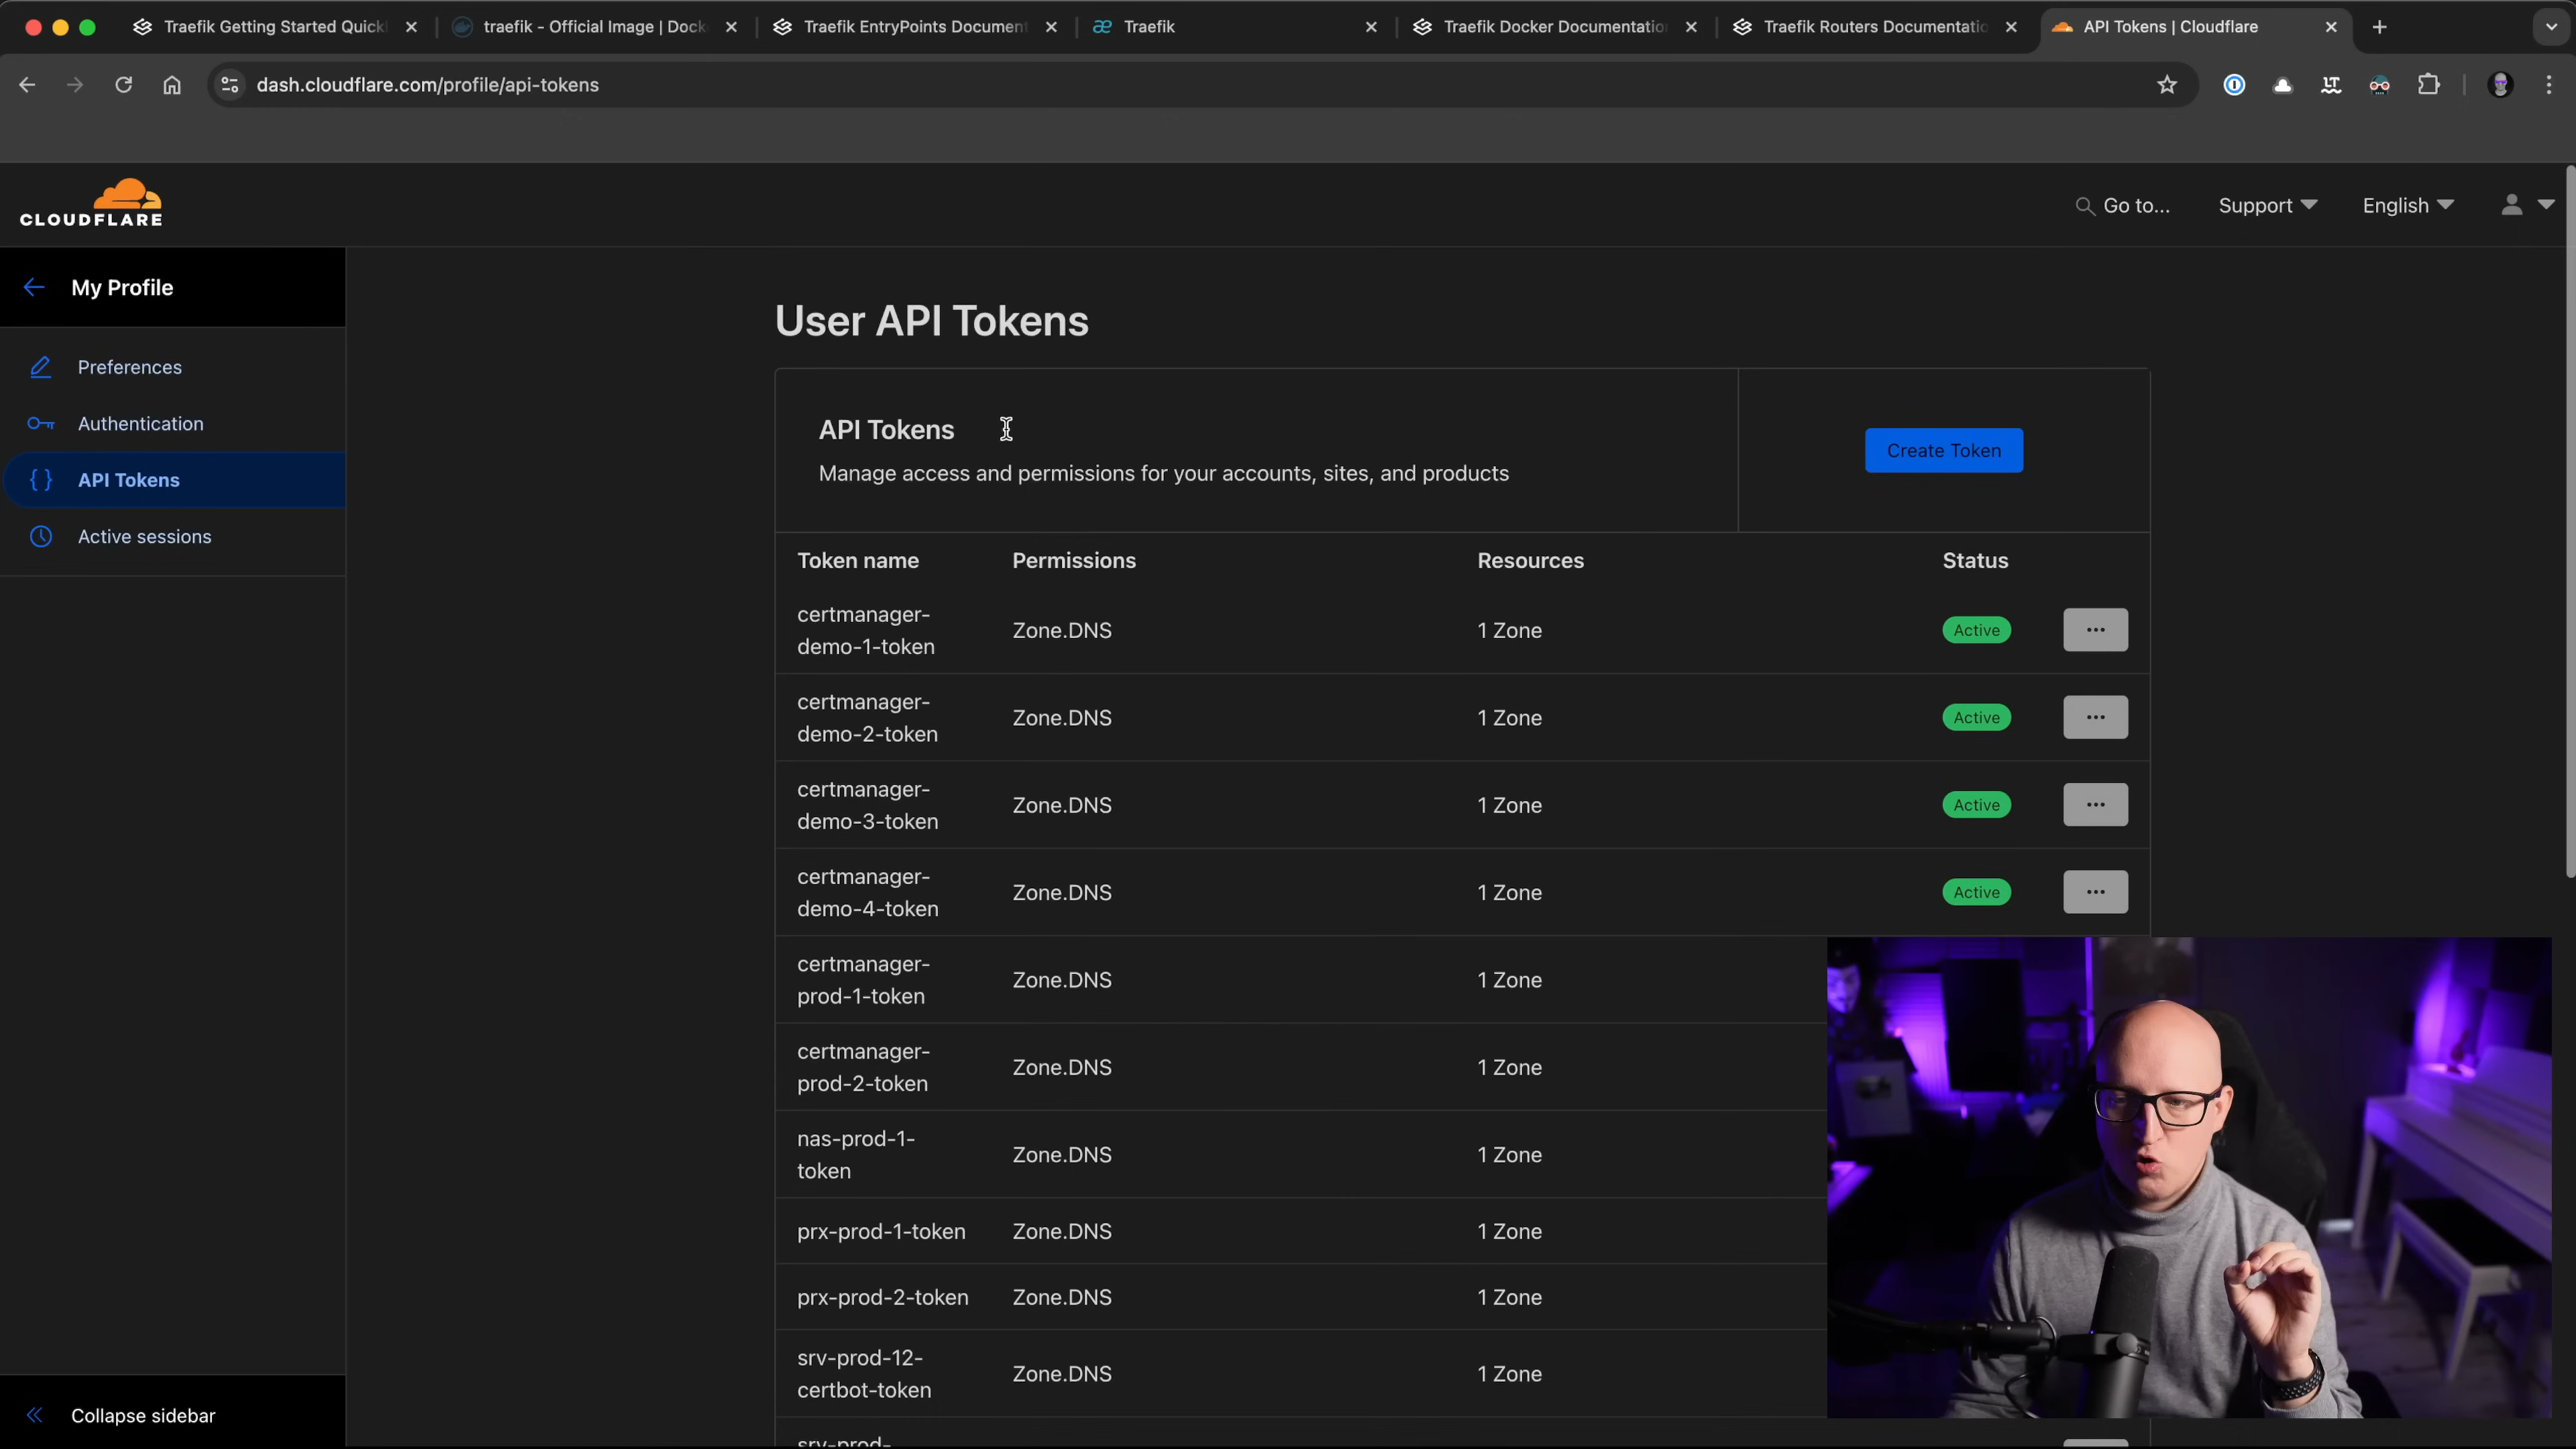 Traefik Getting Started Quick
traefik - Official Image | Dock
Traefik EntryPoints Document
Traefik
Traefik Docker Documentatio
Traefik Routers Documentatio
API Tokens | Cloudflare
dash.cloudflare.com/profile/api-tokens
CLOUDFLARE
Go to...
Support
English
My Profile
Preferences
Authentication
API Tokens
Active sessions
Collapse sidebar
User API Tokens
API Tokens
Manage access and permissions for your accounts, sites, and products
Create Token
Token name Permissions Resources Status
certmanager-
demo-1-token
Zone.DNS 1 Zone Active
certmanager-
demo-2-token
Zone.DNS 1 Zone Active
certmanager-
demo-3-token
Zone.DNS 1 Zone Active
certmanager-
demo-4-token
Zone.DNS 1 Zone Active
certmanager-
prod-1-token
Zone.DNS 1 Zone
certmanager-
prod-2-token
Zone.DNS 1 Zone
nas-prod-1-
token
Zone.DNS 1 Zone
prx-prod-1-token Zone.DNS 1 Zone
prx-prod-2-token Zone.DNS 1 Zone
srv-prod-12-
certbot-token
Zone.DNS 1 Zone
srv-prod-